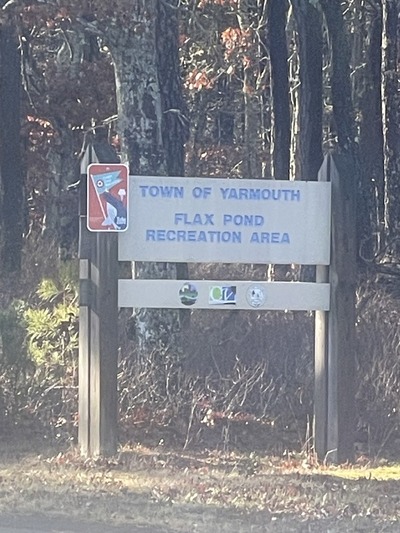 TOWN OF YARMOUTH
FLAX POND
RECREATION AREA